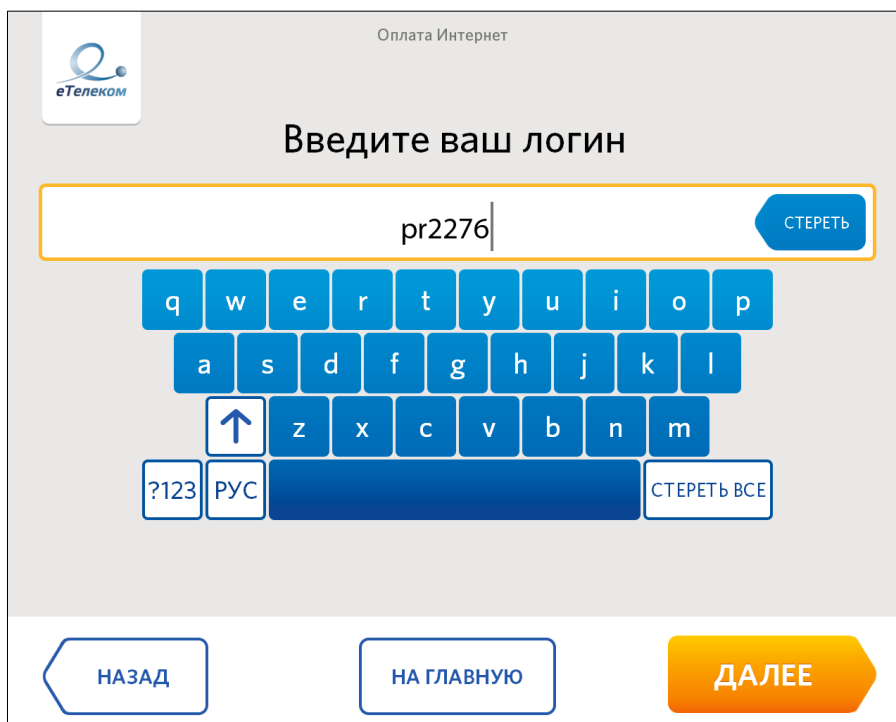 Оплата Интернет
еТелеком
Введите ваш логин
pr2276
СТЕРЕТЬ
q w e r t y u i o p
a s d f g h j k l
z x c v b n m
?123 РУС СТЕРЕТЬ ВСЕ
НАЗАД НА ГЛАВНУЮ ДАЛЕЕ